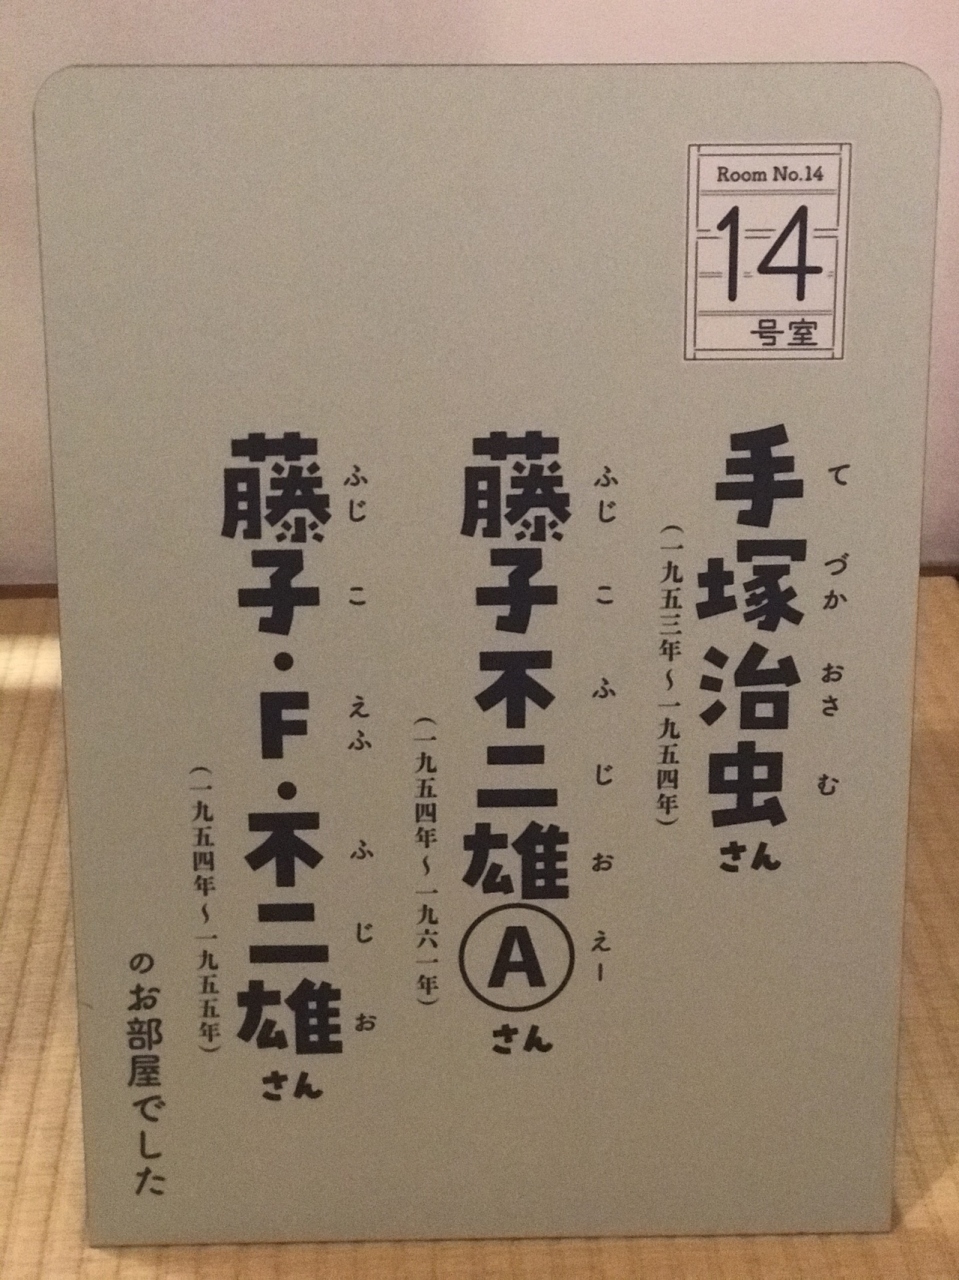 Room No.14
14
号室
手塚治虫さん
てづかおさむ
(一九五三年～一九五四年)
藤子不二雄Ⓐさん
ふじこふじおえー
(一九五四年～一九六一年)
藤子・F・不二雄さん
ふじこえふふじお
(一九五四年～一九五五年)
のお部屋でした